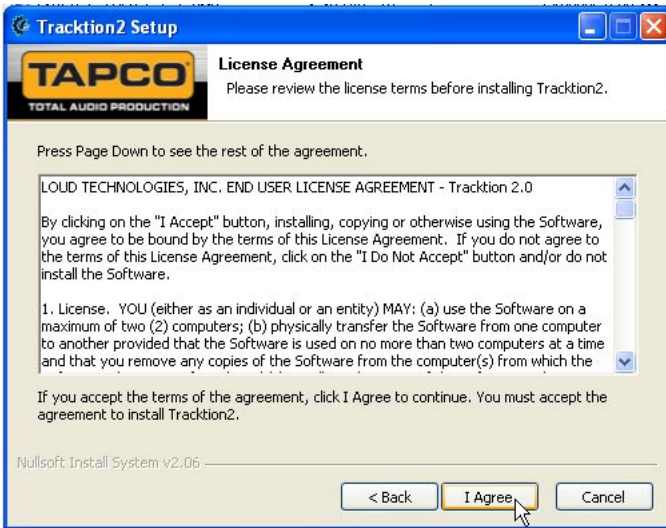 Tracktion2 Setup
TAPCO
TOTAL AUDIO PRODUCTION
License Agreement
Please review the license terms before installing Tracktion2.
Press Page Down to see the rest of the agreement.
LOUD TECHNOLOGIES, INC. END USER LICENSE AGREEMENT - Tracktion 2.0
By clicking on the "I Accept" button, installing, copying or otherwise using the Software,
you agree to be bound by the terms of this License Agreement.  If you do not agree to
the terms of this License Agreement, click on the "I Do Not Accept" button and/or do not
install the Software.
1. License.  YOU (either as an individual or an entity) MAY: (a) use the Software on a
maximum of two (2) computers; (b) physically transfer the Software from one computer
to another provided that the Software is used on no more than two computers at a time
and that you remove any copies of the Software from the computer(s) from which the
If you accept the terms of the agreement, click I Agree to continue. You must accept the
agreement to install Tracktion2.
Nullsoft Install System v2.06
< Back
I Agree
Cancel